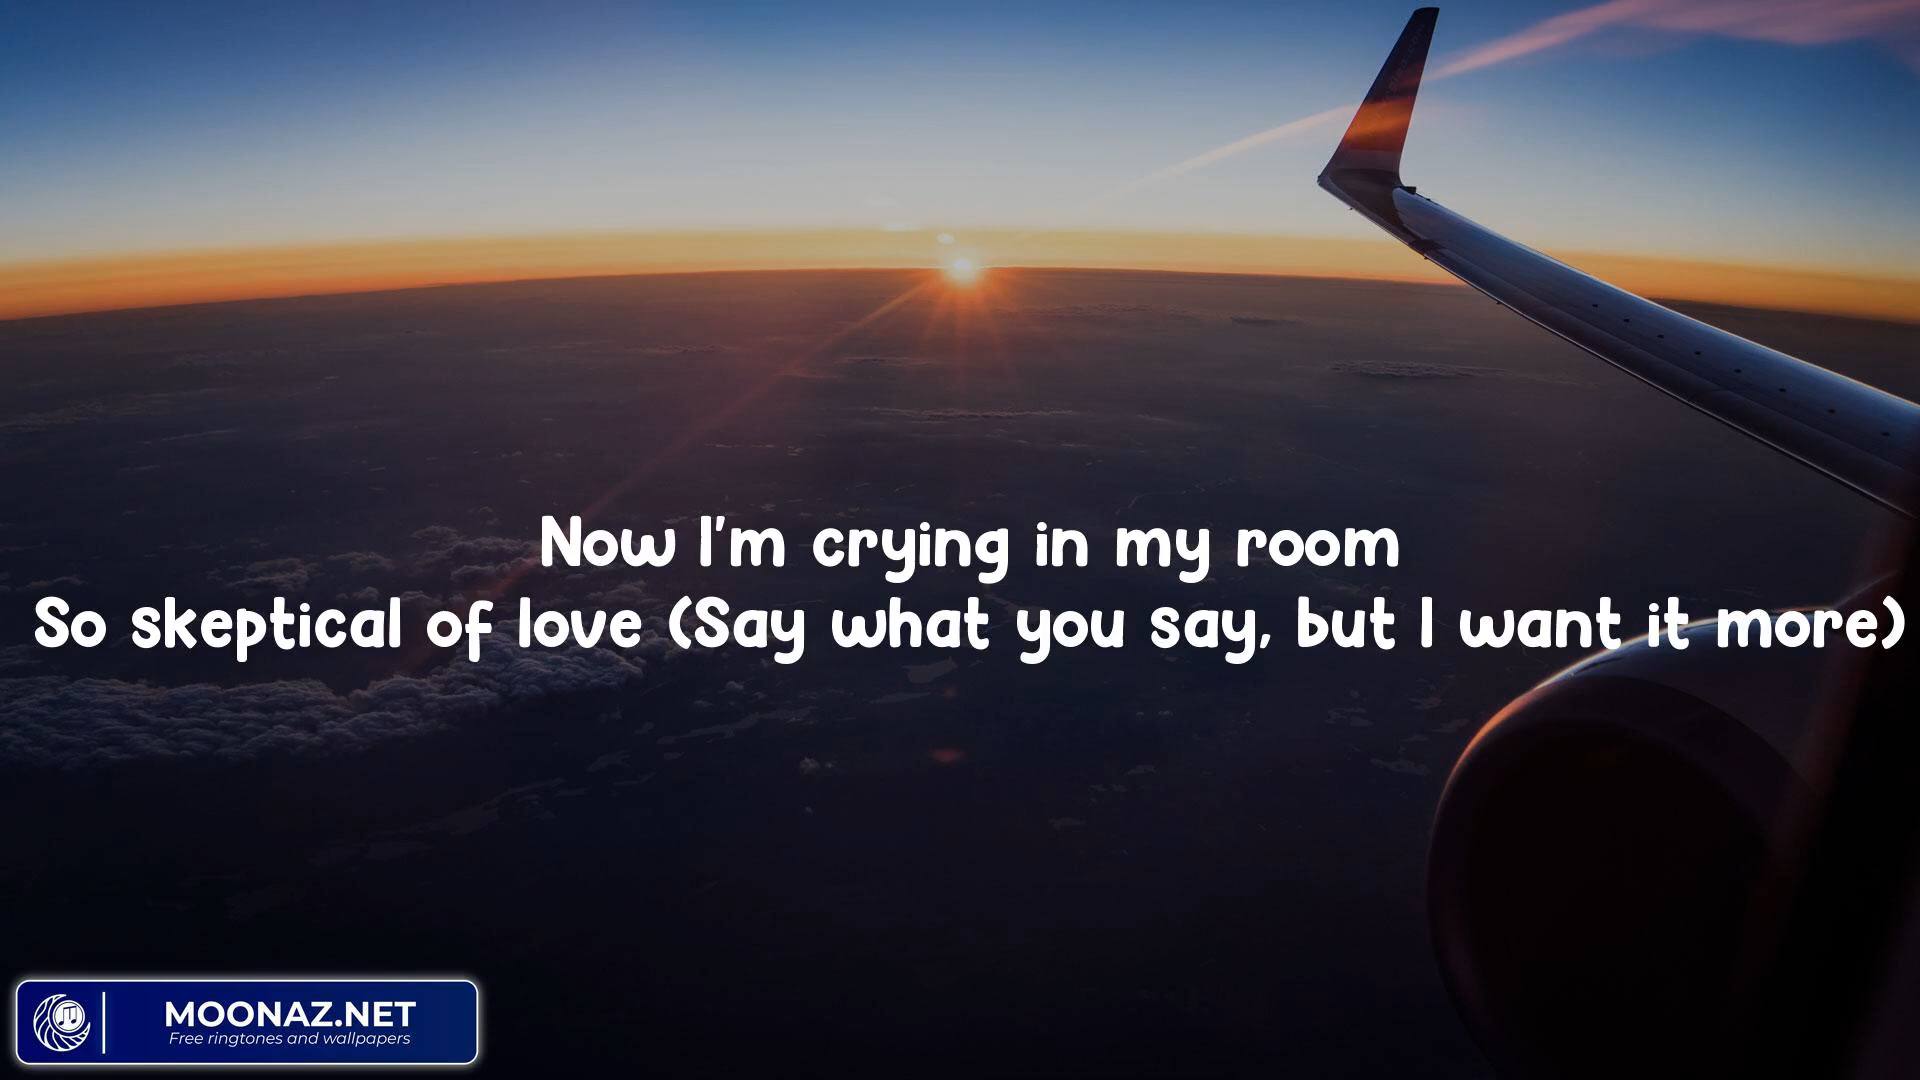 Now I'm crying in my room
So skeptical of love (Say what you say, but I want it more)
MOONAZ.NET
Free ringtones and wallpapers